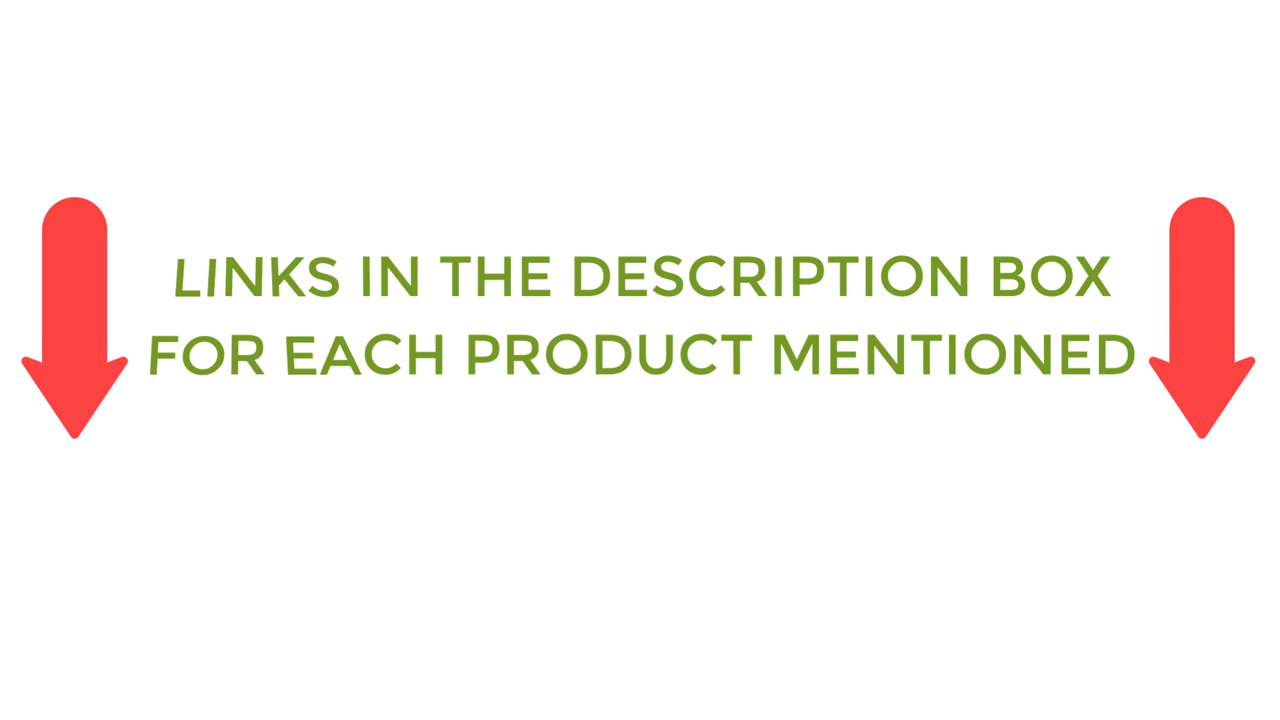 LINKS IN THE DESCRIPTION BOX
FOR EACH PRODUCT MENTIONED